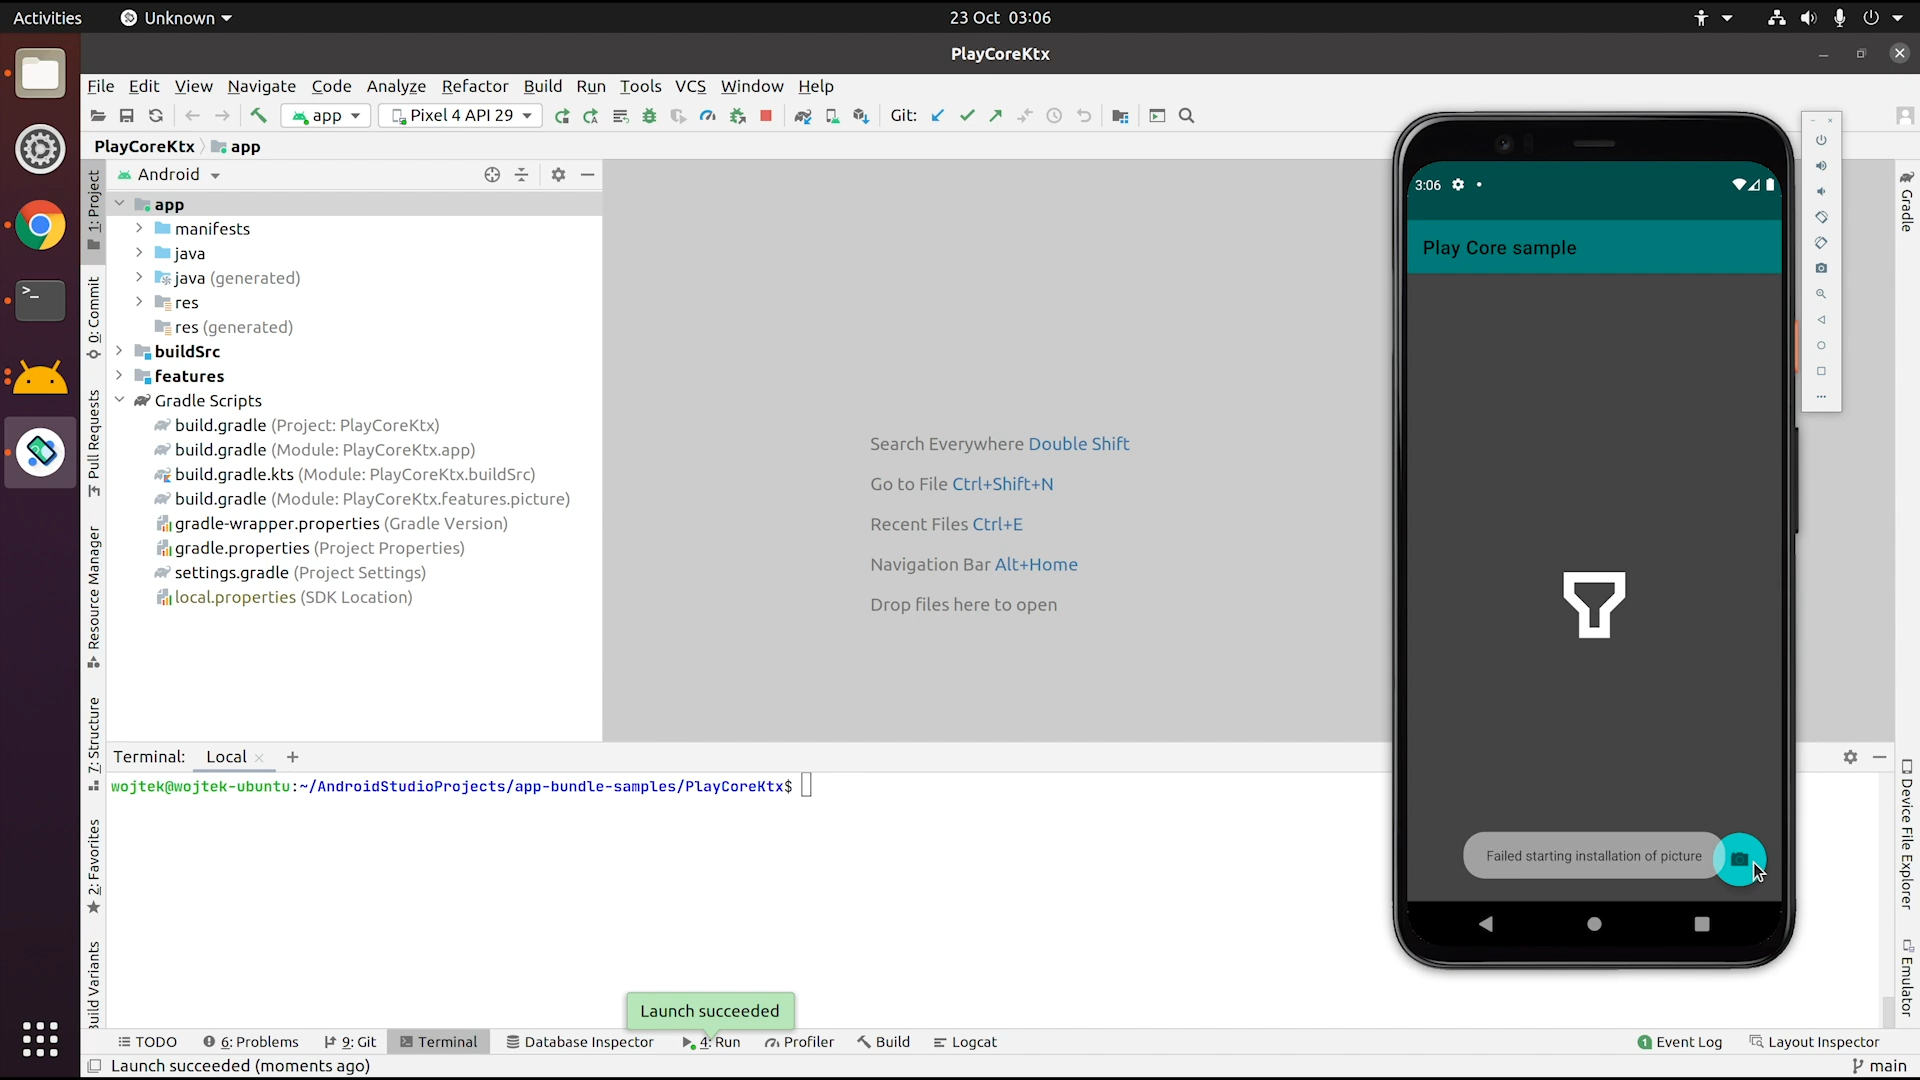 Activities
Unknown
23 Oct 03:06
PlayCoreKtx
File Edit View Navigate Code Analyze Refactor Build Run Tools VCS Window Help
app
Pixel 4 API 29
Git:
PlayCoreKtx
app
1: Project
0: Commit
Pull Requests
Resource Manager
7: Structure
2: Favorites
Build Variants
Android
app
manifests
java
java (generated)
res
res (generated)
buildSrc
features
Gradle Scripts
build.gradle (Project: PlayCoreKtx)
build.gradle (Module: PlayCoreKtx.app)
build.gradle.kts (Module: PlayCoreKtx.buildSrc)
build.gradle (Module: PlayCoreKtx.features.picture)
gradle-wrapper.properties (Gradle Version)
gradle.properties (Project Properties)
settings.gradle (Project Settings)
local.properties (SDK Location)
Search Everywhere Double Shift
Go to File Ctrl+Shift+N
Recent Files Ctrl+E
Navigation Bar Alt+Home
Drop files here to open
3:06
Play Core sample
Failed starting installation of picture
Gradle
Device File Explorer
Emulator
Terminal:
Local
wojtek@wojtek-ubuntu:~/AndroidStudioProjects/app-bundle-samples/PlayCoreKtx$
Launch succeeded
TODO
6: Problems
9: Git
Terminal
Database Inspector
4: Run
Profiler
Build
Logcat
1 Event Log
Layout Inspector
Launch succeeded (moments ago)
main